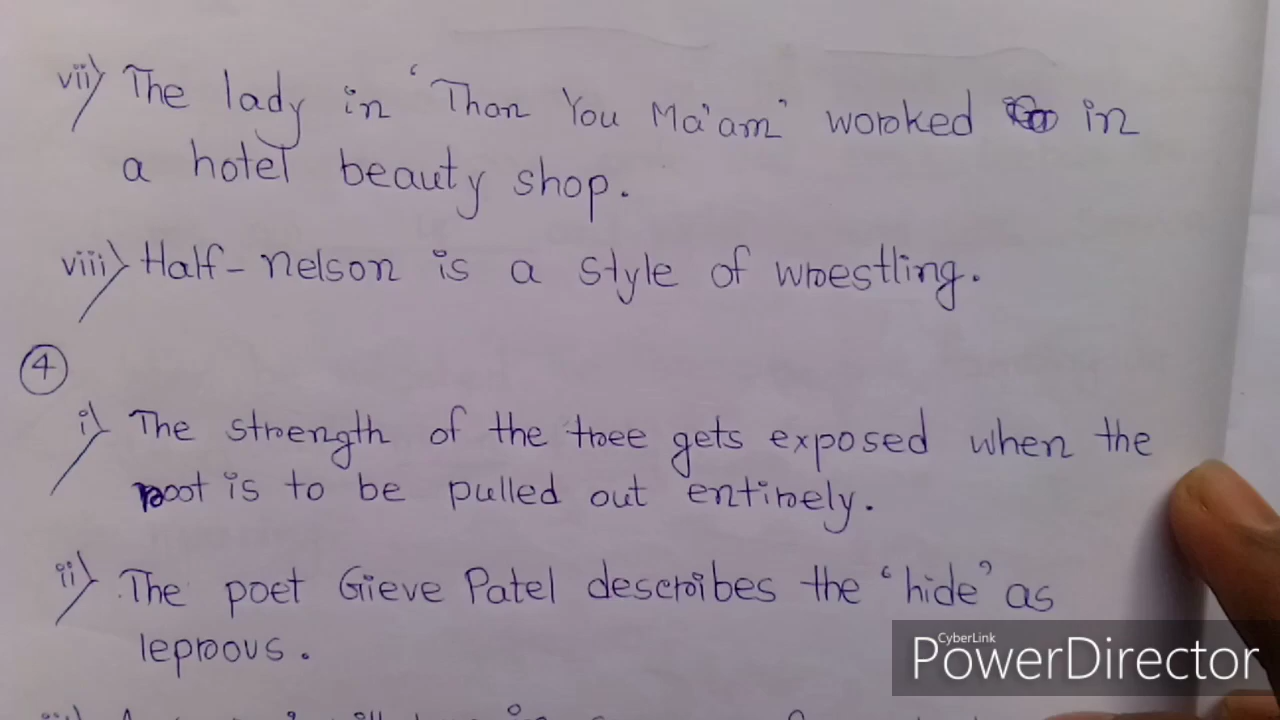 vii) The lady in 'Than You Ma'am' worked in
a hotel beauty shop.
viii) Half-nelson is a style of wrestling.
4
i) The strength of the tree gets exposed when the
root is to be pulled out entirely.
ii) The poet Gieve Patel describes the 'hide' as
leprous.
CyberLink
PowerDirector